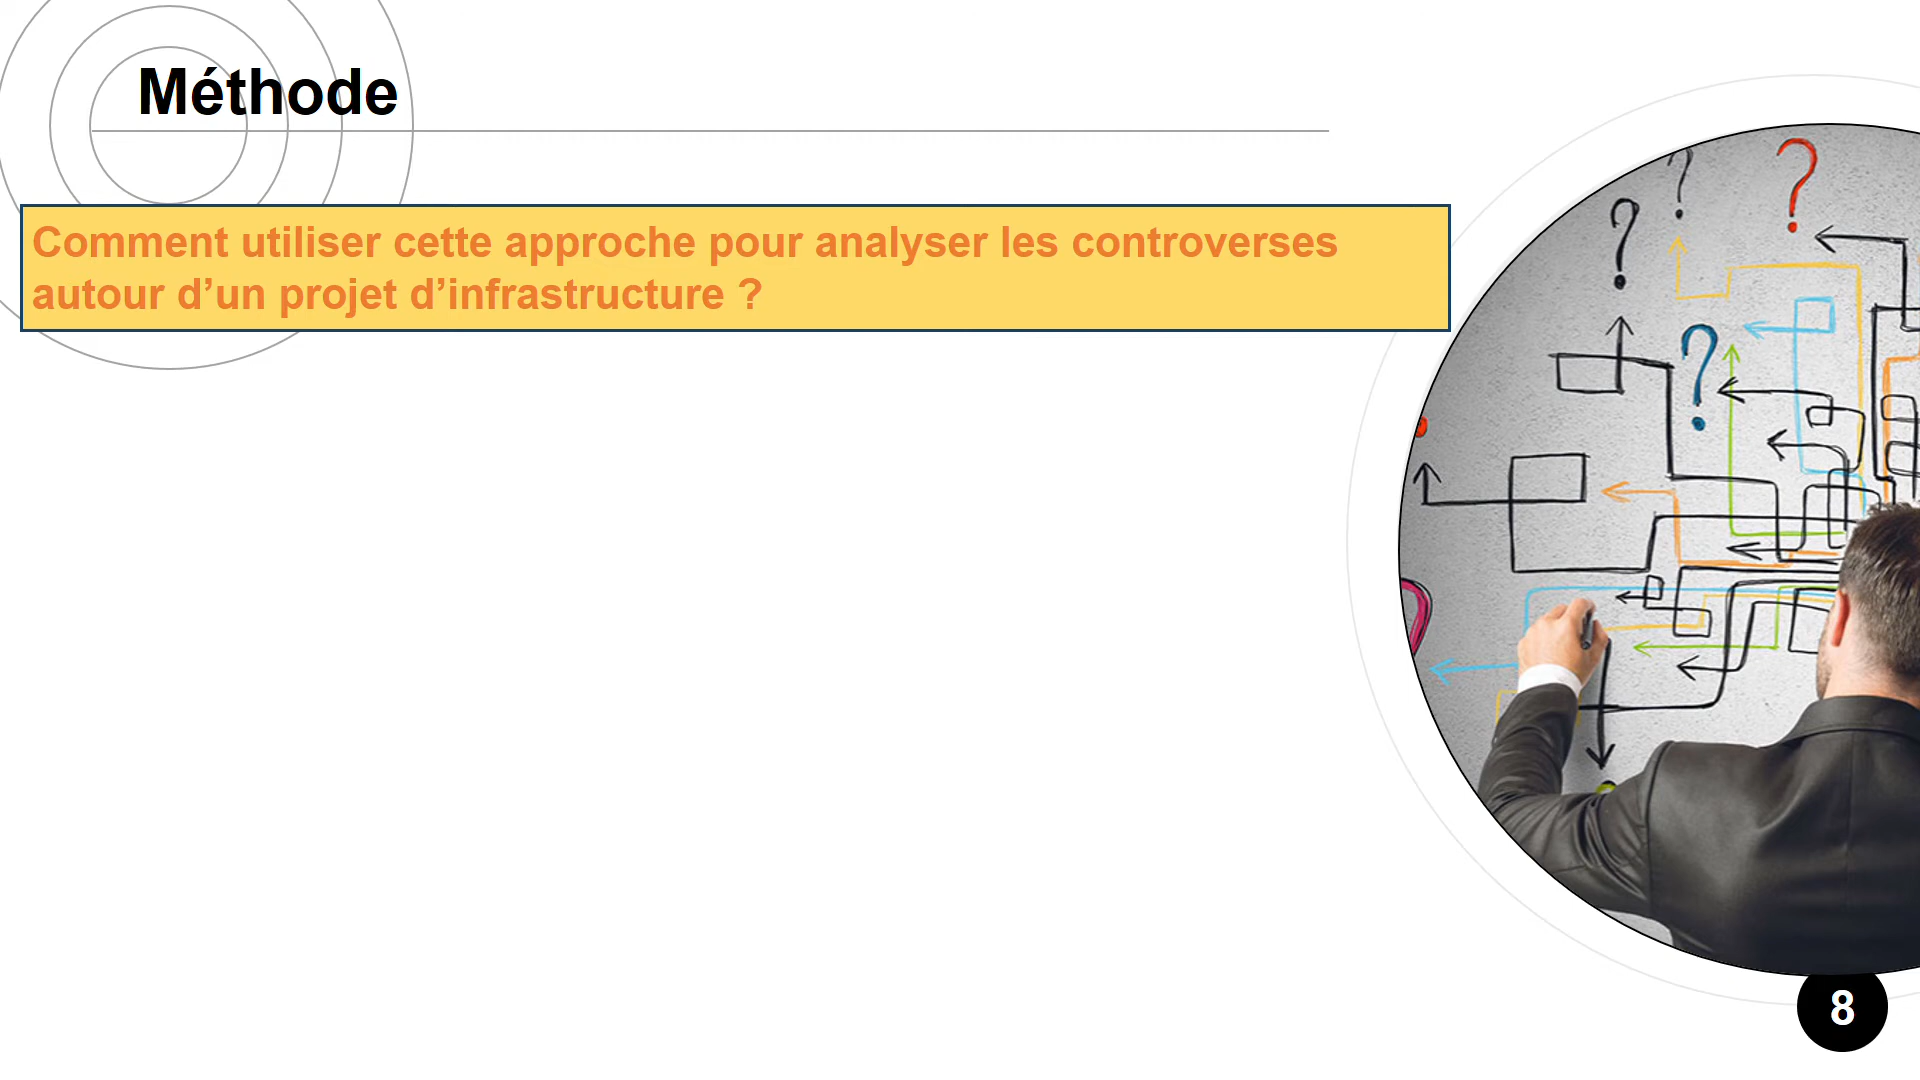 Méthode
Comment utiliser cette approche pour analyser les controverses
autour d’un projet d’infrastructure ?
8